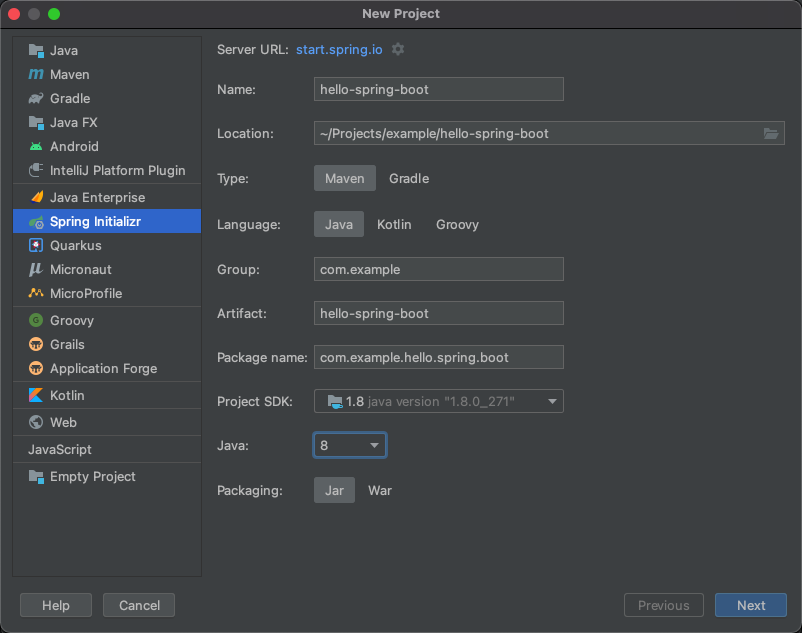 New Project
Java
Maven
Gradle
Java FX
Android
IntelliJ Platform Plugin
Java Enterprise
Spring Initializr
Quarkus
Micronaut
MicroProfile
Groovy
Grails
Application Forge
Kotlin
Web
JavaScript
Empty Project
Server URL: start.spring.io
Name: hello-spring-boot
Location: ~/Projects/example/hello-spring-boot
Type: Maven Gradle
Language: Java Kotlin Groovy
Group: com.example
Artifact: hello-spring-boot
Package name: com.example.hello.spring.boot
Project SDK: 1.8 java version "1.8.0_271"
Java: 8
Packaging: Jar War
Help Cancel Previous Next